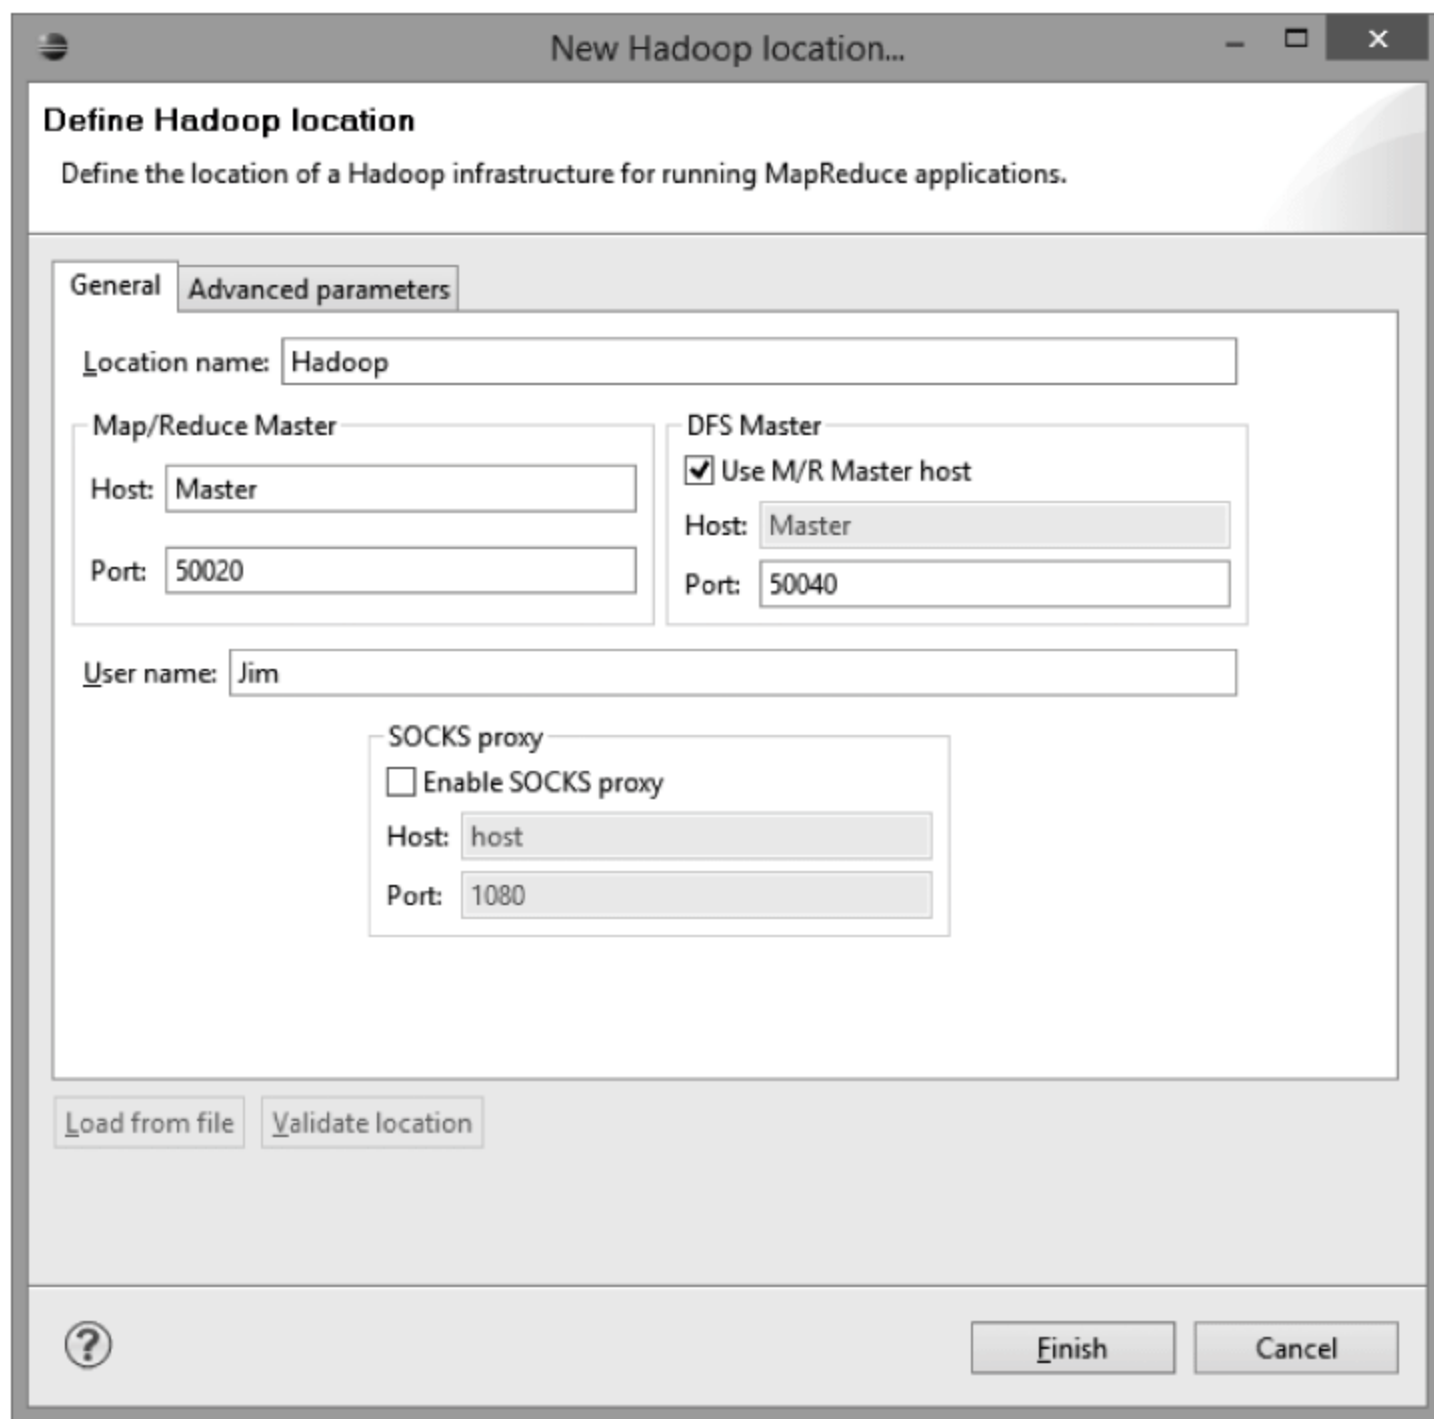 New Hadoop location...
Define Hadoop location
Define the location of a Hadoop infrastructure for running MapReduce applications.
General
Advanced parameters
Location name: Hadoop
Map/Reduce Master
Host: Master
Port: 50020
DFS Master
Use M/R Master host
Host: Master
Port: 50040
User name: Jim
SOCKS proxy
Enable SOCKS proxy
Host: host
Port: 1080
Load from file
Validate location
?
Finish
Cancel